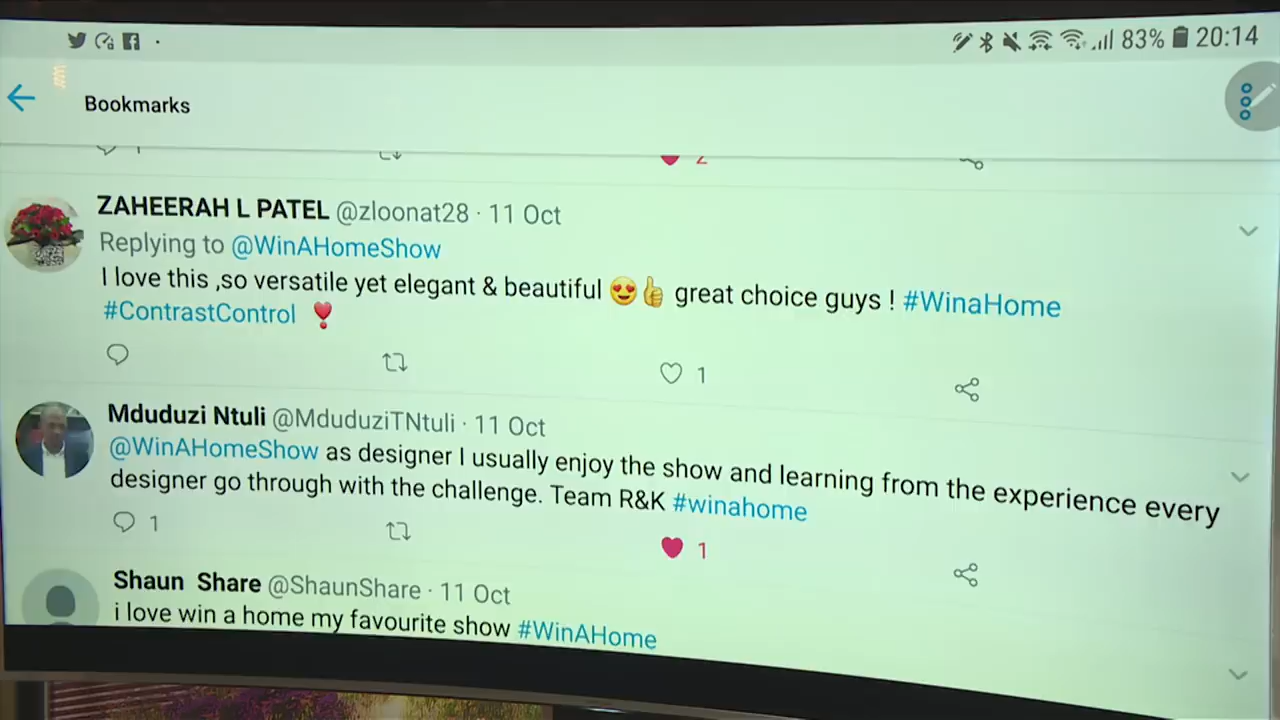 83% 20:14
Bookmarks
2
ZAHEERAH L PATEL @zloonat28 · 11 Oct
Replying to @WinAHomeShow
I love this ,so versatile yet elegant & beautiful 😍👍 great choice guys ! #WinaHome
#ContrastControl ❣
1
Mduduzi Ntuli @MduduziTNtuli · 11 Oct
@WinAHomeShow as designer I usually enjoy the show and learning from the experience every
designer go through with the challenge. Team R&K #winahome
1 1
Shaun Share @ShaunShare · 11 Oct
i love win a home my favourite show #WinAHome